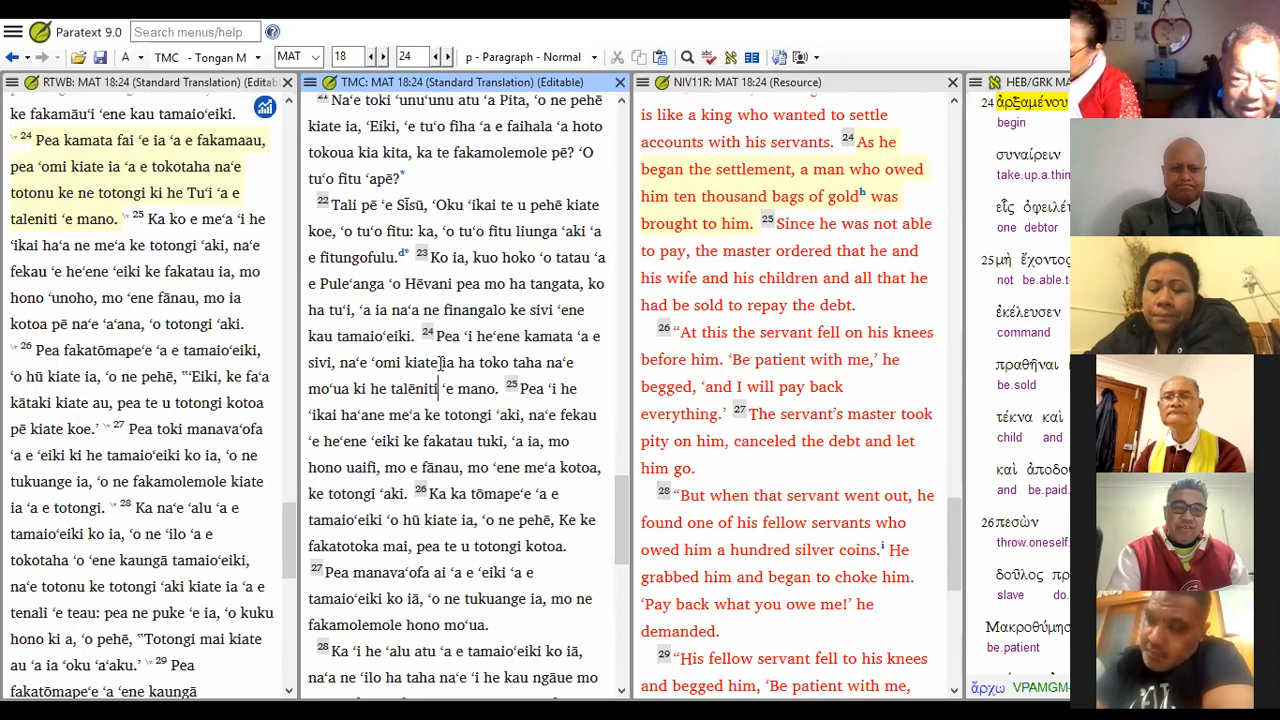 Paratext 9.0
Search menus/help
A
TMC - Tongan M
MAT
18
24
p - Paragraph - Normal
RTWB: MAT 18:24 (Standard Translation) (Editab
ke fakamāuʻi ʻene kau tamaioʻeiki.
24 Pea kamata fai ʻe ia ʻa e fakamaau,
pea ʻomi kiate ia ʻa e tokotaha naʻe
totonu ke ne totongi ki he Tuʻi ʻa e
taleniti ʻe mano. 25 Ka ko e meʻa ʻi he
ʻikai haʻa ne meʻa ke totongi ʻaki, naʻe
fekau ʻe heʻene ʻeiki ke fakatau ia, mo
hono ʻunoho, mo ʻene fānau, mo ia
kotoa pē naʻe ʻaʻana, ʻo totongi ʻaki.
26 Pea fakatōmapeʻe ʻa e tamaioʻeiki,
ʻo hū kiate ia, ʻo ne pehē, “‘Eiki, ke faʻa
kātaki kiate au, pea te u totongi kotoa
pē kiate koe.’ 27 Pea toki manavaʻofa
ʻa e ʻeiki ki he tamaioʻeiki ko ia, ʻo ne
tukuange ia, ʻo ne fakamolemole kiate
ia ʻa e totongi. 28 Ka naʻe ʻalu ʻa e
tamaioʻeiki ko ia, ʻo ne ʻilo ʻa e
tokotaha ʻo ʻene kaungā tamaioʻeiki,
naʻe totonu ke totongi ʻaki kiate ia ʻa e
tenali ʻe teau: pea ne puke ʻe ia, ʻo kuku
hono ki a, ʻo pehē, “Totongi mai kiate
au ʻa ia ʻoku ʻaʻaku.’ 29 Pea
fakatōmapeʻe ʻa e ʻene kaungā
TMC: MAT 18:24 (Standard Translation) (Editable)
21 Naʻe toki ʻunuʻunu atu ʻa Pita, ʻo ne pehē
kiate ia, ʻEiki, ʻe tuʻo fiha ʻa e faihala ʻa hoto
tokoua kia kita, ka te fakamolemole pē? ʻO
tuʻo fitu ʻapē?*
22 Tali pē ʻe Sīsū, ʻOku ʻikai te u pehē kiate
koe, ʻo tuʻo fitu: ka, ʻo tuʻo fitu liunga ʻaki ʻa
e fitungofulu.d* 23 Ko ia, kuo hoko ʻo tatau ʻa
e Puleʻanga ʻo Hēvani pea mo ha tangata, ko
ha tuʻi, ʻa ia naʻa ne finangalo ke sivi ʻene
kau tamaioʻeiki. 24 Pea ʻi heʻene kamata ʻa e
sivi, naʻe ʻomi kiate ia ha toko taha naʻe
moʻua ki he talēniti ʻe mano. 25 Pea ʻi he
ʻikai haʻane meʻa ke totongi ʻaki, naʻe fekau
ʻe heʻene ʻeiki ke fakatau tuki, ʻa ia, mo
hono uaifi, mo e fānau, mo ʻene meʻa kotoa,
ke totongi ʻaki. 26 Ka ka tōmapeʻe ʻa e
tamaioʻeiki ʻo hū kiate ia, ʻo ne pehē, Ke ke
fakatotoka mai, pea te u totongi kotoa.
27 Pea manavaʻofa ai ʻa e ʻeiki ʻa e
tamaioʻeiki ko iā, ʻo ne tukuange ia, mo ne
fakamolemole hono moʻua.
28 Ka ʻi he ʻalu atu ʻa e tamaioʻeiki ko iā,
naʻa ne ʻilo ha taha naʻe ʻi he kau ngāue mo
NIV11R: MAT 18:24 (Resource)
is like a king who wanted to settle
accounts with his servants. 24 As he
began the settlement, a man who owed
him ten thousand bags of goldh was
brought to him. 25 Since he was not able
to pay, the master ordered that he and
his wife and his children and all that he
had be sold to repay the debt.
26 “At this the servant fell on his knees
before him. ‘Be patient with me,’ he
begged, ‘and I will pay back
everything.’ 27 The servant’s master took
pity on him, canceled the debt and let
him go.
28 “But when that servant went out, he
found one of his fellow servants who
owed him a hundred silver coins.i He
grabbed him and began to choke him.
‘Pay back what you owe me!’ he
demanded.
29 “His fellow servant fell to his knees
and begged him, ‘Be patient with me,
HEB/GRK MA
24 ἀρξαμένου
begin
συναίρειν
take.up.a.thin
εἷς ὀφειλέτ
one debtor
25 μὴ ἔχοντος
not be.able.to
ἐκέλευσεν
command
be.sold
τέκνα καὶ
child and
καὶ ἀποδο
and be.paid.
26 πεσὼν
throw.oneself.
δοῦλος πρ
slave do.
Μακροθύμησ
be.patient
ἄρχω VPAMGM-